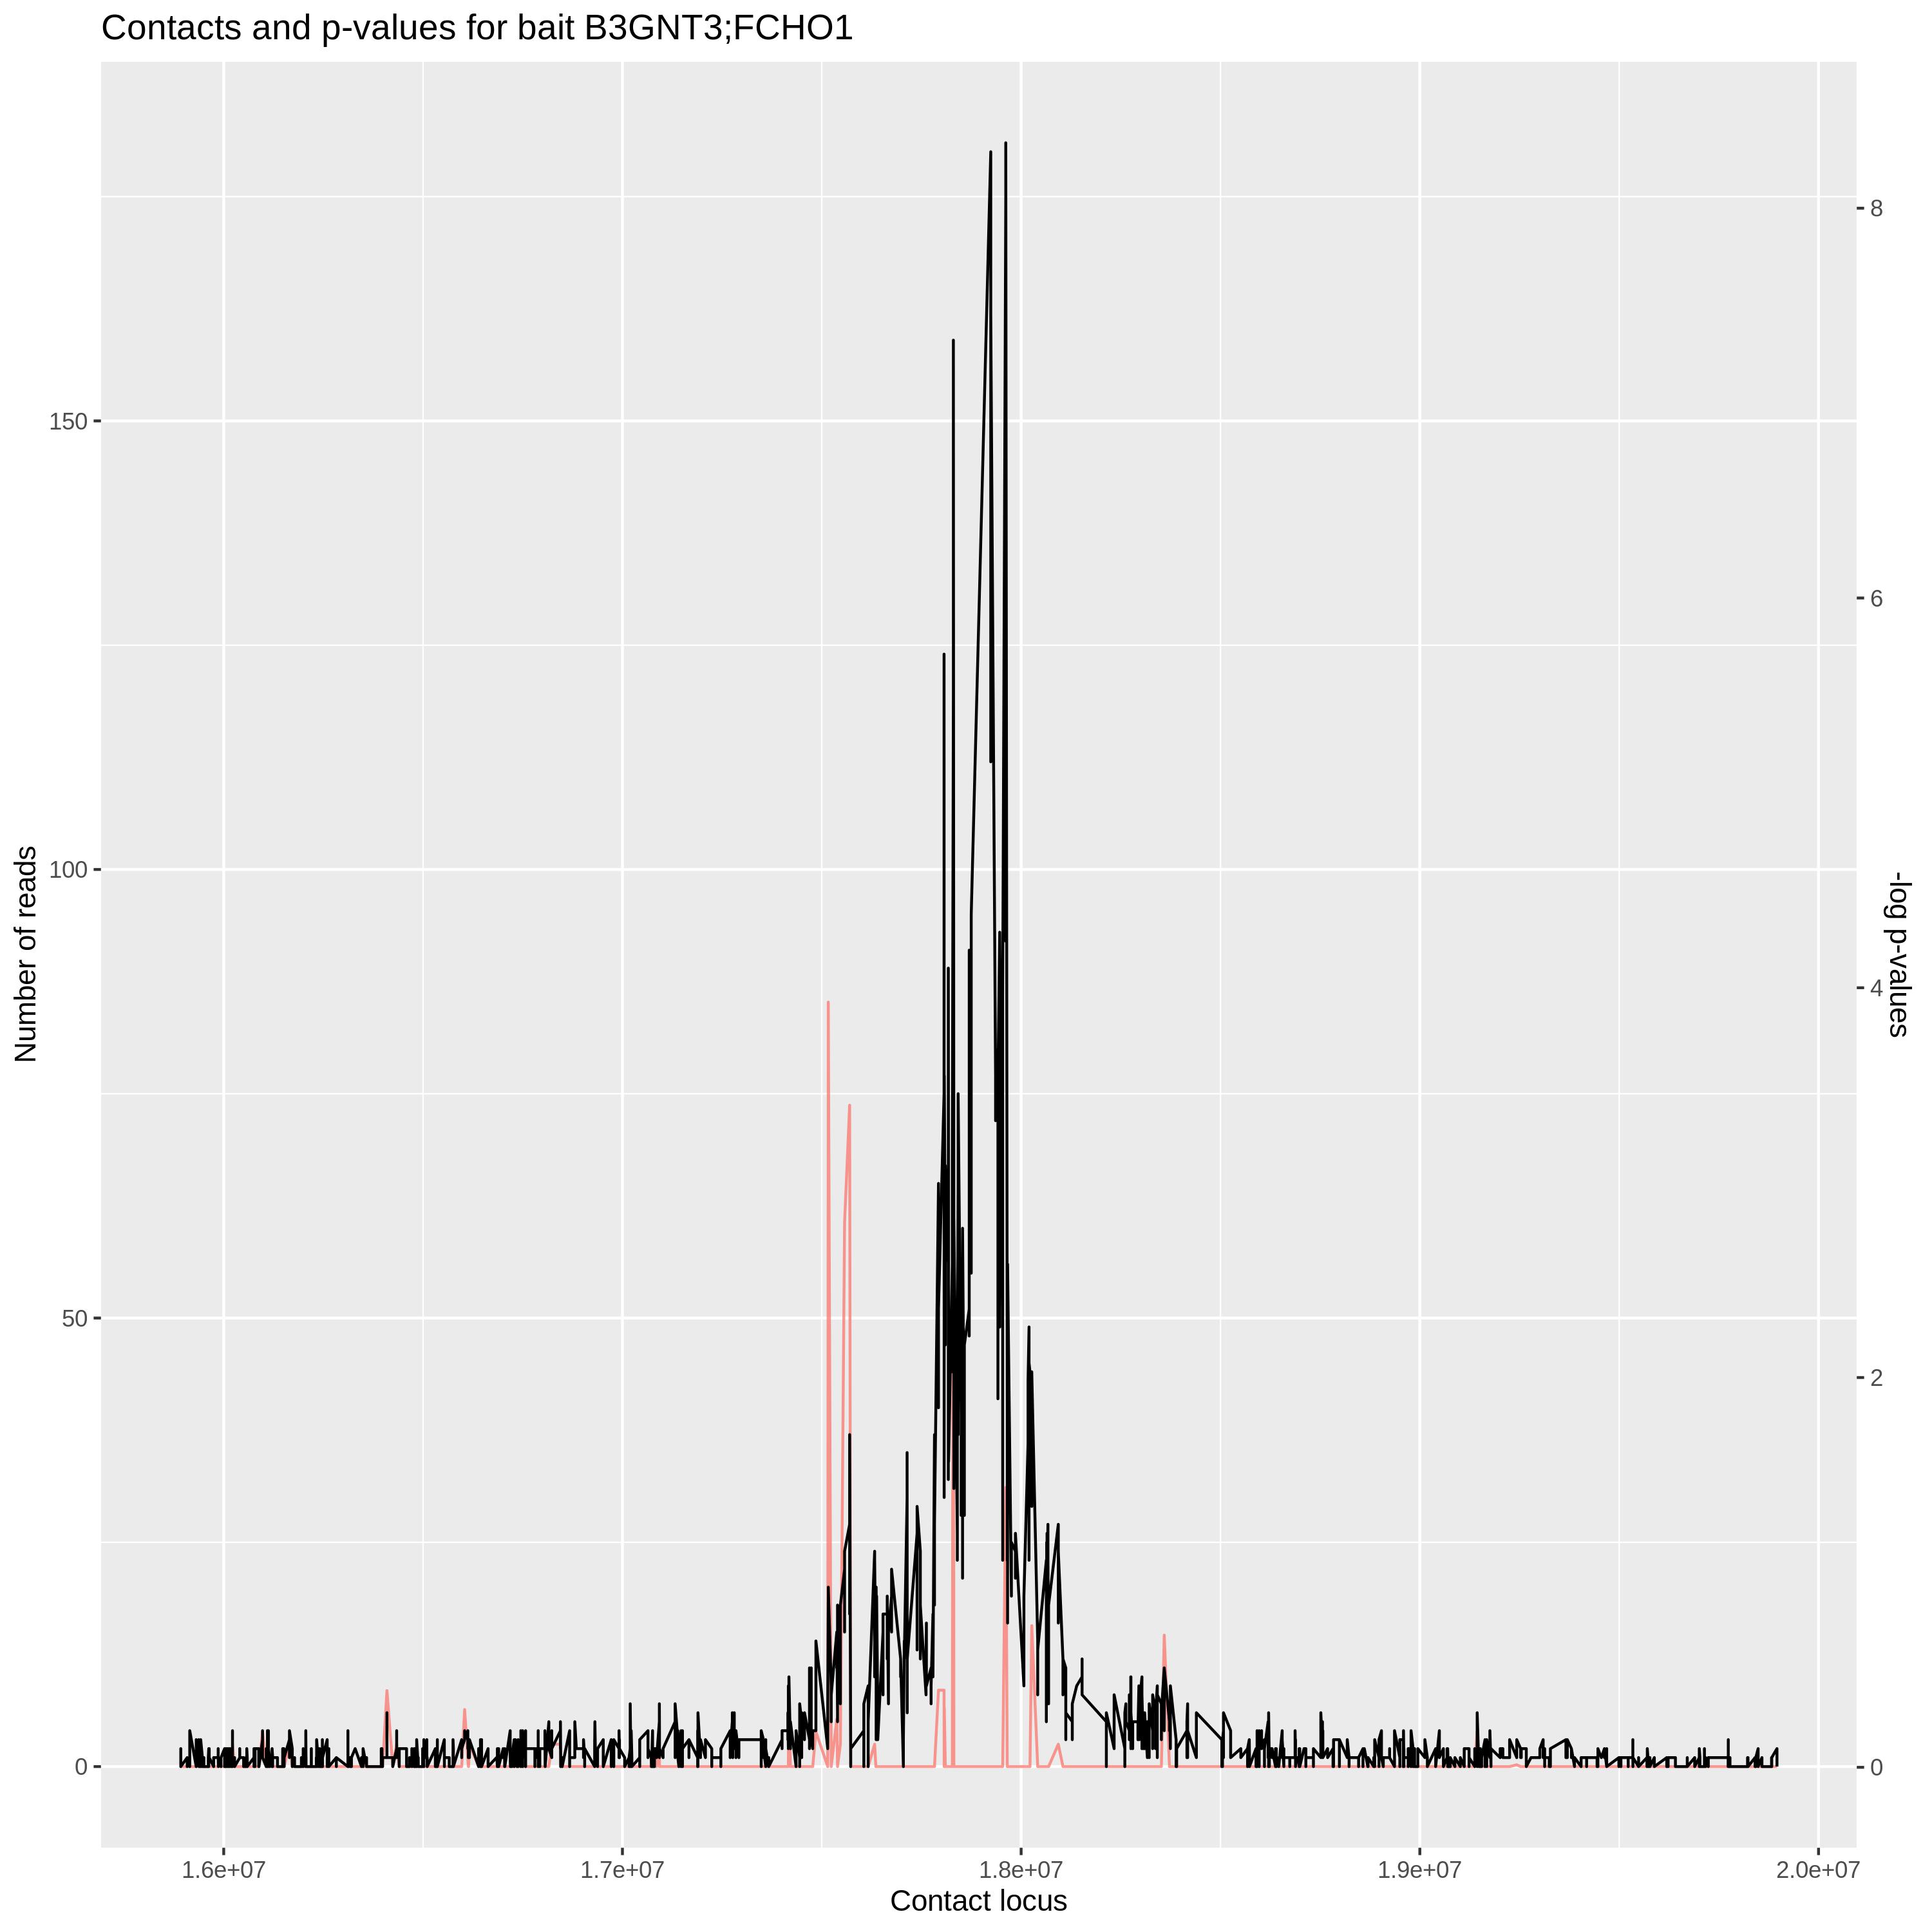 Contacts and p-values for bait B3GNT3;FCHO1
150
100
50
0
Number of reads
8
6
4
2
0
-log p-values
1.6e+07 1.7e+07 1.8e+07 1.9e+07 2.0e+07
Contact locus